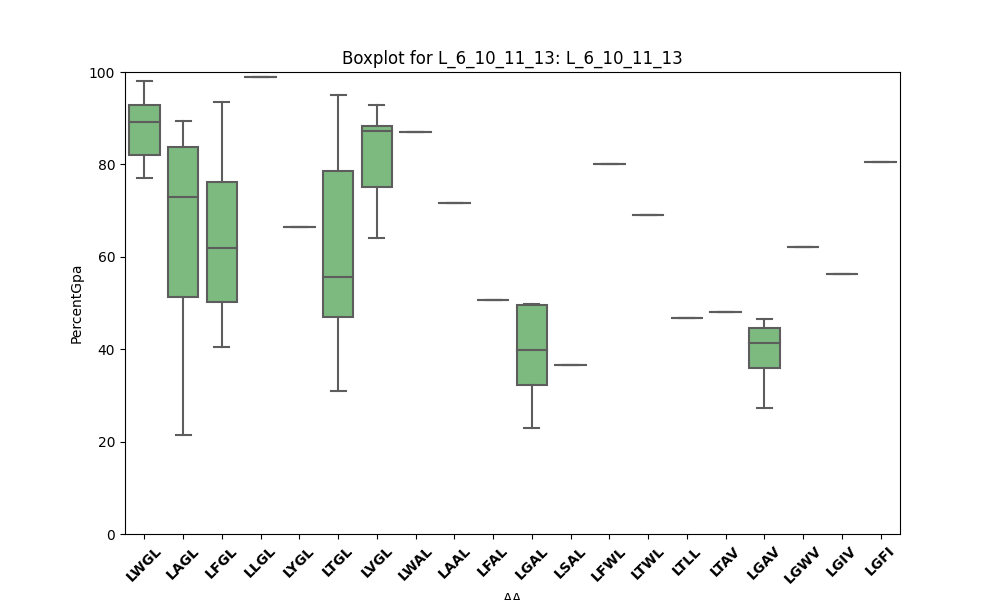 Boxplot for L_6_10_11_13: L_6_10_11_13
100
80
60
40
20
0
PercentGpa
LWGL LAGL LFGL LLGL LYGL LTGL LVGL LWAL LAAL LFAL LGAL LSAL LFWL LTWL LTLL LTAV LGAV LGWV LGIV LGFI
AA